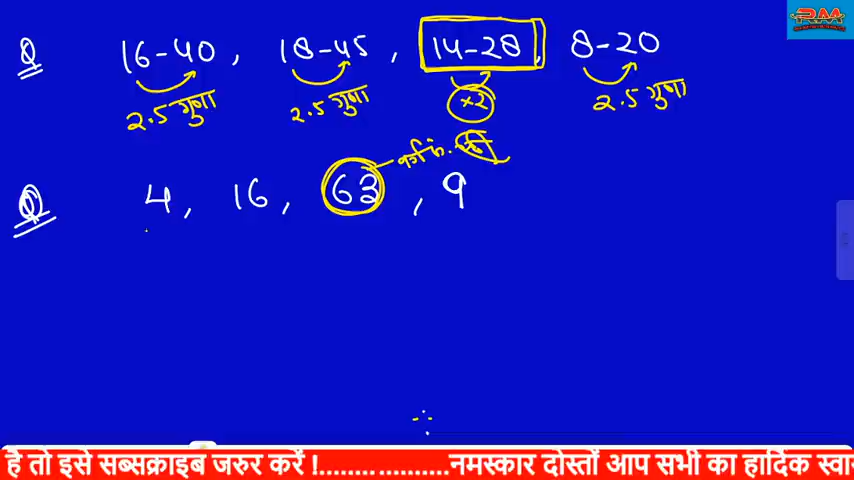 RAA
Q 16-40, 18-45, 14-28, 8-20
2.5 गुणा 2.5 गुणा ×2 2.5 गुणा
Q 4, 16, 63, 9
है तो इसे सब्सक्राइब जरुर करें !........ ..........नमस्कार दोस्तों आप सभी का हार्दिक स्वा